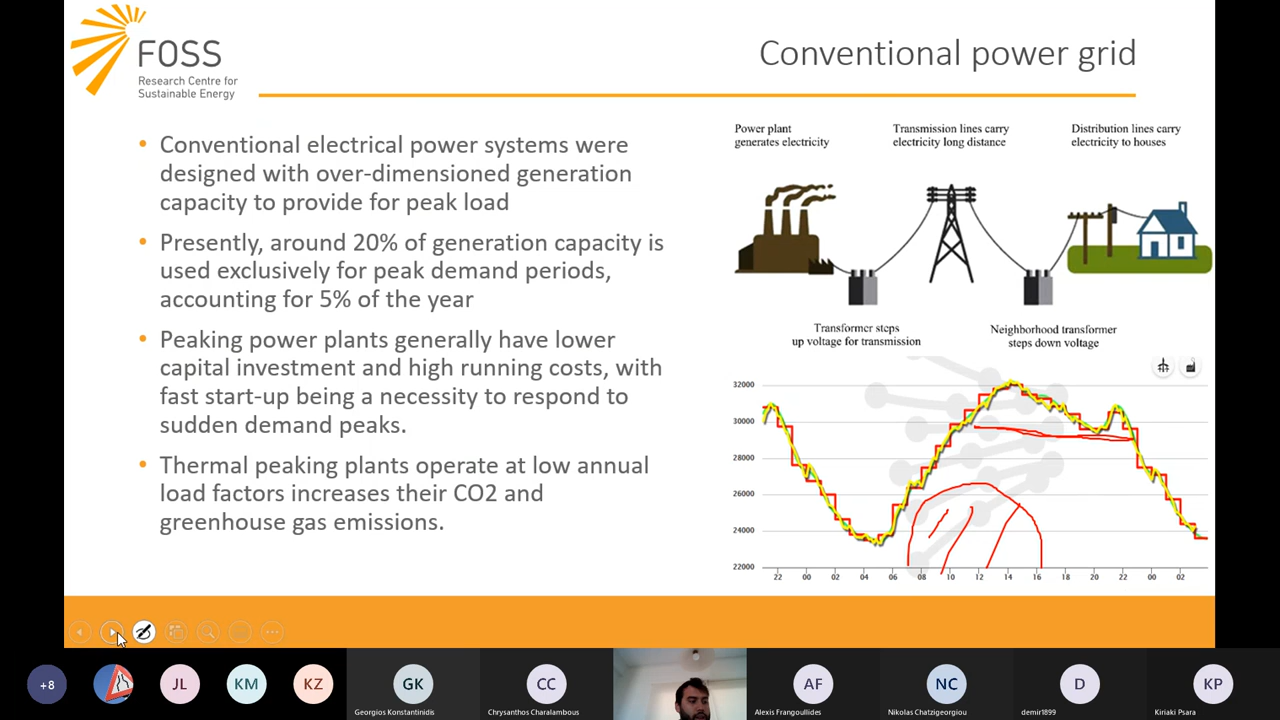 FOSS
Research Centre for
Sustainable Energy
Conventional power grid
• Conventional electrical power systems were
designed with over-dimensioned generation
capacity to provide for peak load
• Presently, around 20% of generation capacity is
used exclusively for peak demand periods,
accounting for 5% of the year
• Peaking power plants generally have lower
capital investment and high running costs, with
fast start-up being a necessity to respond to
sudden demand peaks.
• Thermal peaking plants operate at low annual
load factors increases their CO2 and
greenhouse gas emissions.
Power plant
generates electricity
Transmission lines carry
electricity long distance
Distribution lines carry
electricity to houses
Transformer steps
up voltage for transmission
Neighborhood transformer
steps down voltage
32000
30000
28000
26000
24000
22000
22 00 02 04 06 08 10 12 14 16 18 20 22 00 02
+8
JL
KM
KZ
GK
Georgios Konstantinidis
CC
Chrysanthos Charalambous
AF
Alexis Frangoullides
NC
Nikolas Chatzigeorgiou
D
demir1899
KP
Kiriaki Psara